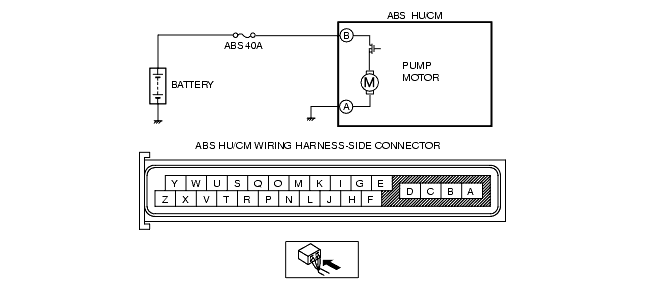 ABS HU/CM
B
ABS 40A
PUMP
MOTOR
M
BATTERY
A
ABS HU/CM WIRING HARNESS-SIDE CONNECTOR
Y W U S Q O M K I G E
D C B A
Z X V T R P N L J H F